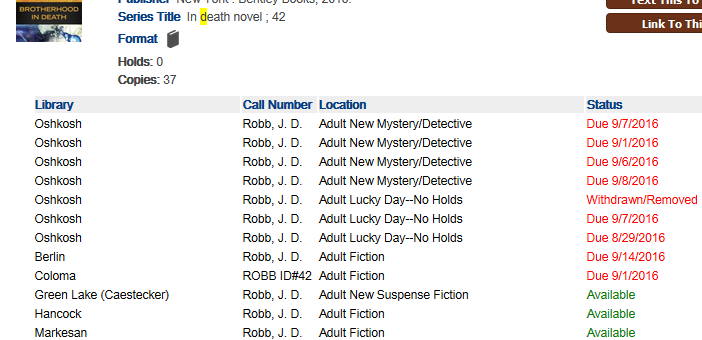 BROTHERHOOD
IN DEATH
Publisher New York : Berkley Books, 2016.
Text This To
Series Title In death novel ; 42
Link To Thi
Format
Holds: 0
Copies: 37
Library Call Number Location Status
Oshkosh Robb, J. D. Adult New Mystery/Detective Due 9/7/2016
Oshkosh Robb, J. D. Adult New Mystery/Detective Due 9/1/2016
Oshkosh Robb, J. D. Adult New Mystery/Detective Due 9/6/2016
Oshkosh Robb, J. D. Adult New Mystery/Detective Due 9/8/2016
Oshkosh Robb, J. D. Adult Lucky Day--No Holds Withdrawn/Removed
Oshkosh Robb, J. D. Adult Lucky Day--No Holds Due 9/7/2016
Oshkosh Robb, J. D. Adult Lucky Day--No Holds Due 8/29/2016
Berlin Robb, J. D. Adult Fiction Due 9/14/2016
Coloma ROBB ID#42 Adult Fiction Due 9/1/2016
Green Lake (Caestecker) Robb, J. D. Adult New Suspense Fiction Available
Hancock Robb, J. D. Adult Fiction Available
Markesan Robb, J. D. Adult Fiction Available